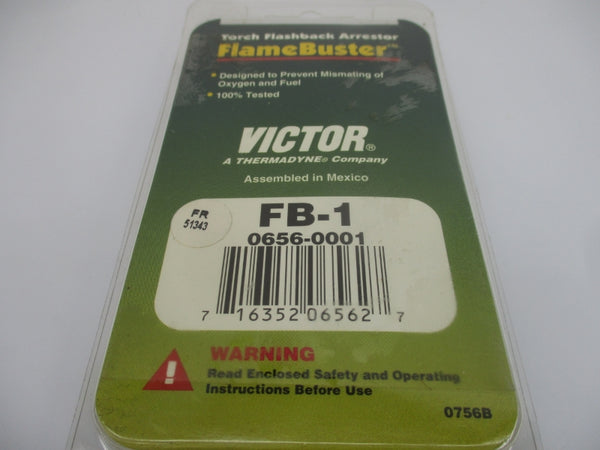 Torch Flashback Arrestor
FlameBuster™
• Designed to Prevent Mismating of
Oxygen and Fuel
• 100% Tested
VICTOR®
A THERMADYNE® Company
Assembled in Mexico
FR
51343
FB-1
0656-0001
7 16352 06562 7
WARNING
Read Enclosed Safety and Operating
Instructions Before Use
0756B